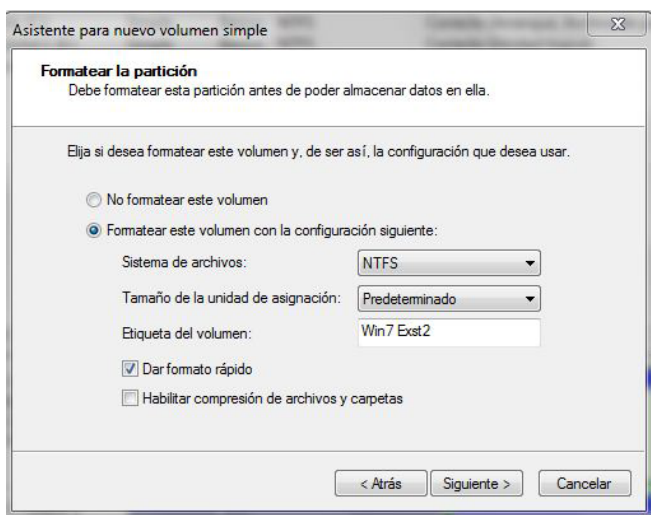 Asistente para nuevo volumen simple
Formatear la partición
Debe formatear esta partición antes de poder almacenar datos en ella.
Elija si desea formatear este volumen y, de ser así, la configuración que desea usar.
No formatear este volumen
Formatear este volumen con la configuración siguiente:
Sistema de archivos: NTFS
Tamaño de la unidad de asignación: Predeterminado
Etiqueta del volumen: Win7 Exst2
Dar formato rápido
Habilitar compresión de archivos y carpetas
< Atrás Siguiente > Cancelar